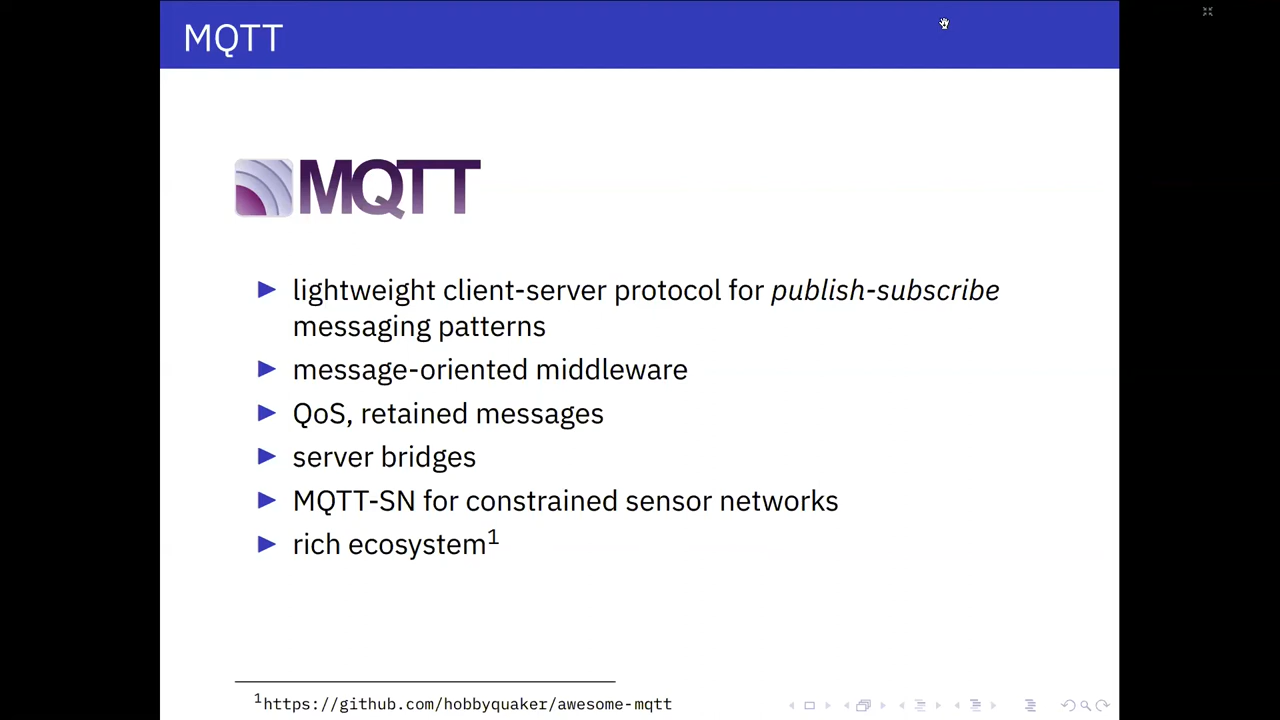 MQTT
MQTT
lightweight client-server protocol for publish-subscribe
messaging patterns
message-oriented middleware
QoS, retained messages
server bridges
MQTT-SN for constrained sensor networks
rich ecosystem¹
¹https://github.com/hobbyquaker/awesome-mqtt